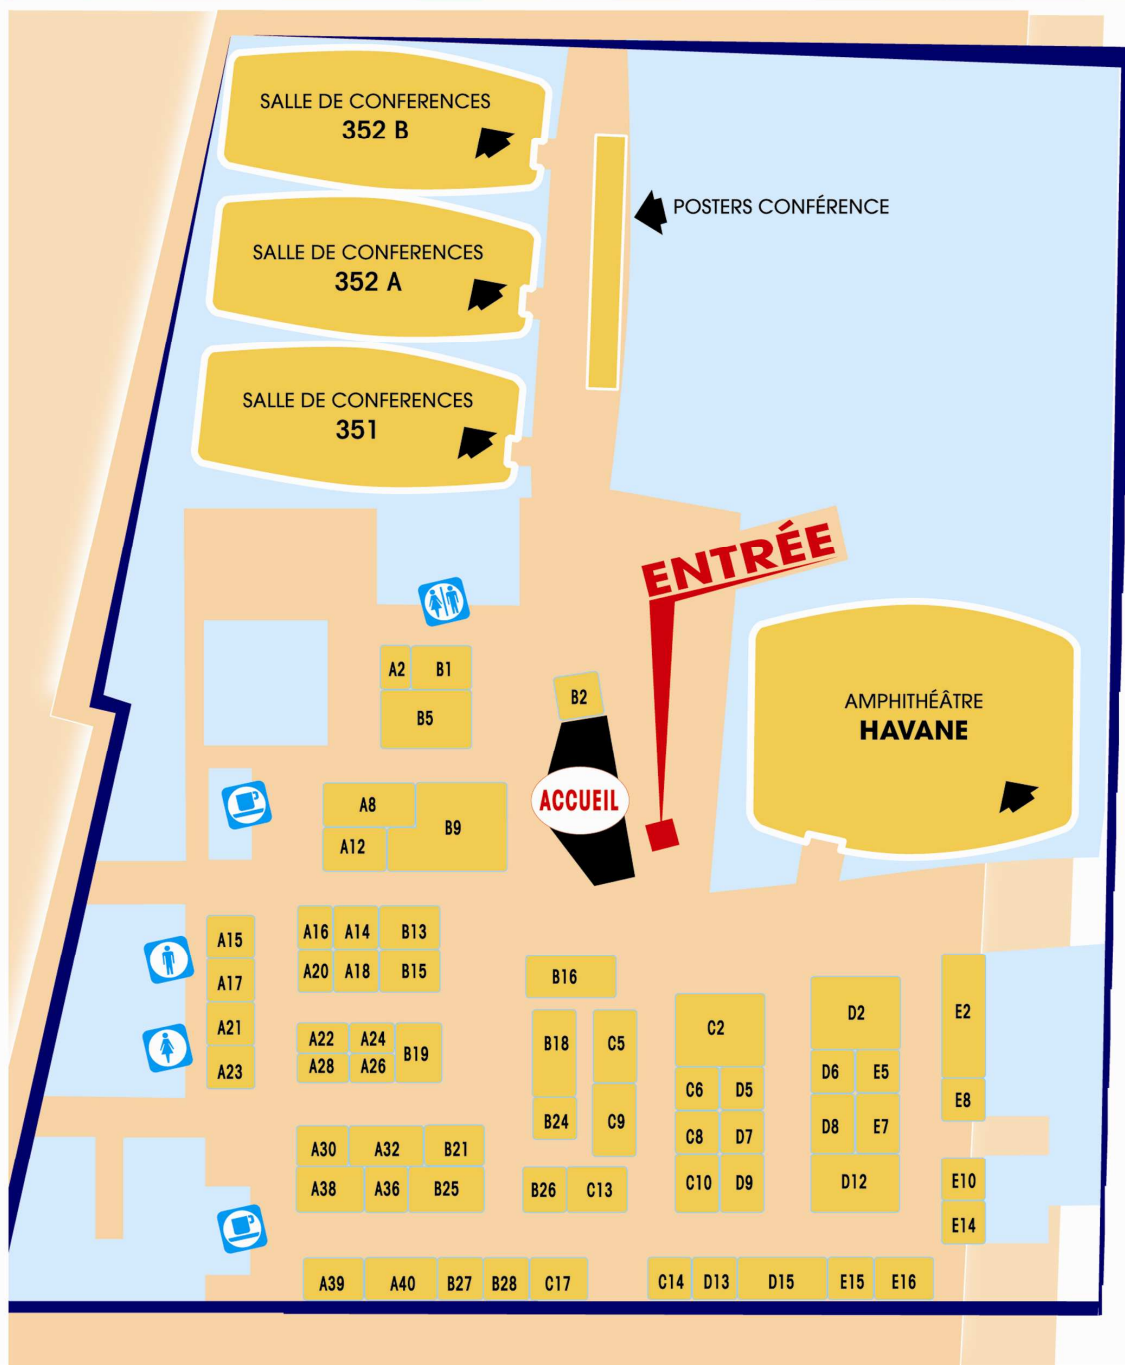 SALLE DE CONFERENCES
352 B
POSTERS CONFÉRENCE
SALLE DE CONFERENCES
352 A
SALLE DE CONFERENCES
351
ENTRÉE
A2 B1
B2
B5
AMPHITHÉÂTRE
HAVANE
ACCUEIL
A8
B9
A12
A15
A16 A14 B13
A17
A20 A18 B15
B16
A21
A22 A24
B19
A28 A26
A23
B18 C5
C2
D2
E2
C6 D5
D6 E5
E8
B24 C9
C8 D7
D8 E7
A30 A32 B21
A38 A36 B25
B26 C13
C10 D9
D12
E10
E14
A39 A40 B27 B28 C17
C14 D13 D15 E15 E16